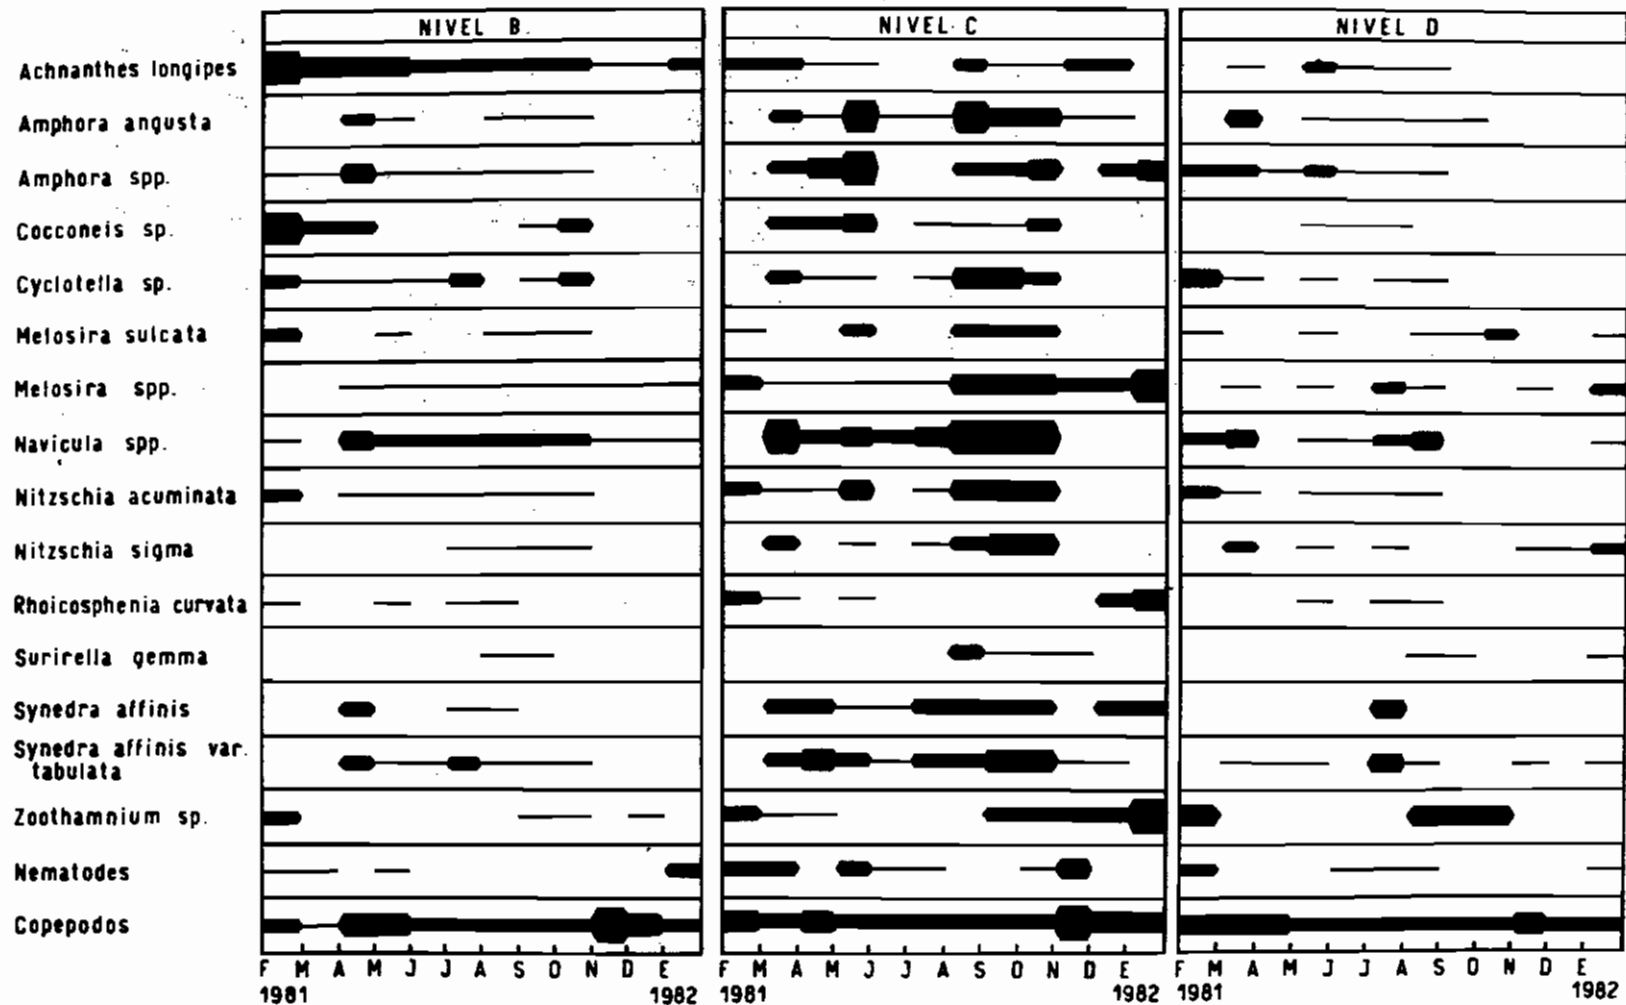 NIVEL B
NIVEL C
NIVEL D
Achnanthes longipes
Amphora angusta
Amphora spp.
Cocconeis sp.
Cyclotella sp.
Melosira sulcata
Melosira spp.
Navicula spp.
Nitzschia acuminata
Nitzschia sigma
Rhoicosphenia curvata
Surirella gemma
Synedra affinis
Synedra affinis var.
tabulata
Zoothamnium sp.
Nematodes
Copepodos
F M A M J J A S O N D E
F M A M J J A S O N D E
F M A M J J A S O N D E
1981 1982
1981 1982
1981 1982